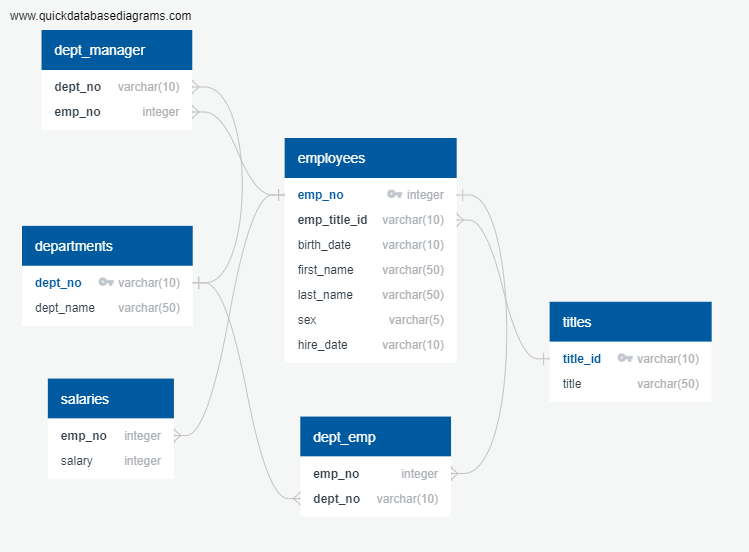 www.quickdatabasediagrams.com
dept_manager
dept_no varchar(10)
emp_no integer
employees
emp_no integer
emp_title_id varchar(10)
birth_date varchar(10)
first_name varchar(50)
last_name varchar(50)
sex varchar(5)
hire_date varchar(10)
departments
dept_no varchar(10)
dept_name varchar(50)
titles
title_id varchar(10)
title varchar(50)
salaries
emp_no integer
salary integer
dept_emp
emp_no integer
dept_no varchar(10)